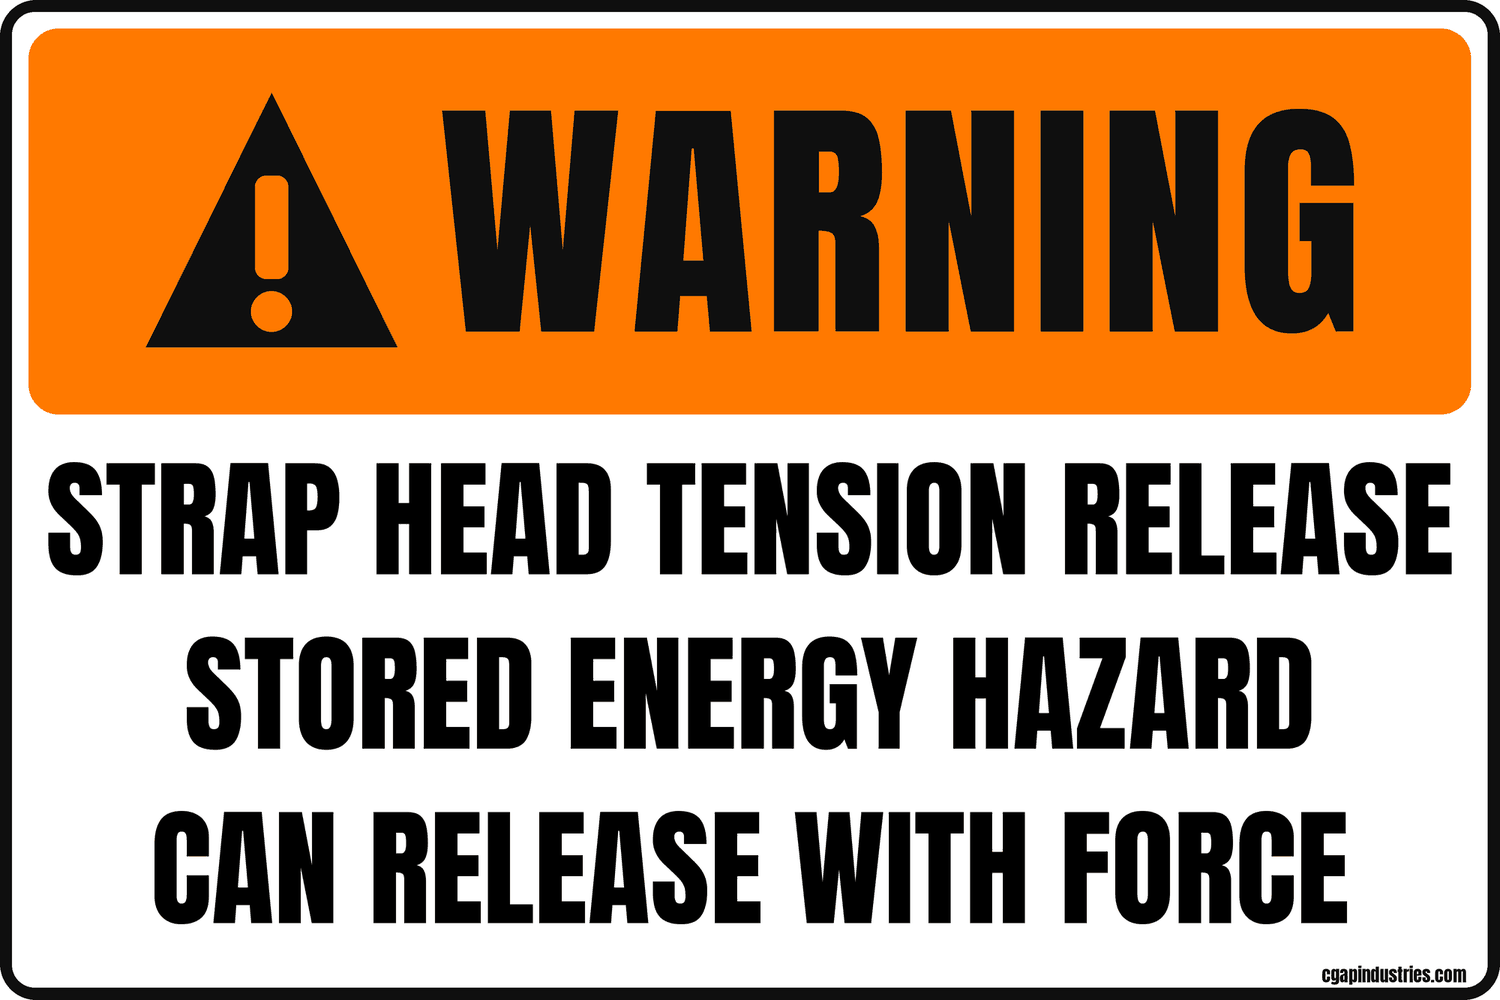 WARNING
STRAP HEAD TENSION RELEASE
STORED ENERGY HAZARD
CAN RELEASE WITH FORCE
cgapindustries.com